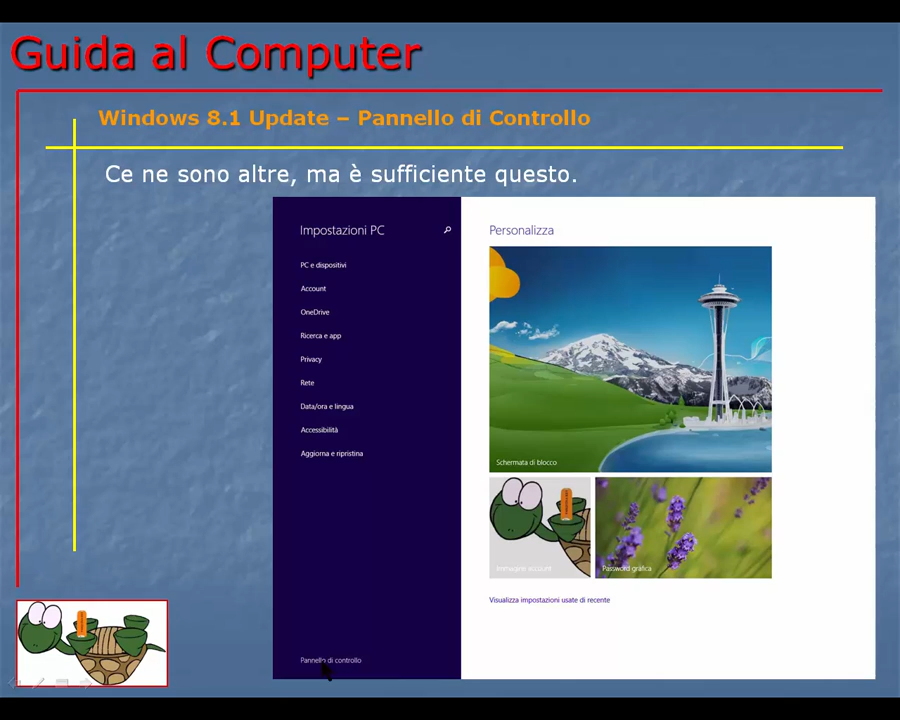 Guida al Computer
Windows 8.1 Update – Pannello di Controllo
Ce ne sono altre, ma è sufficiente questo.
Impostazioni PC
PC e dispositivi
Account
OneDrive
Ricerca e app
Privacy
Rete
Data/ora e lingua
Accessibilità
Aggiorna e ripristina
Pannello di controllo
Personalizza
Schermata di blocco
Immagine account
Password grafica
Visualizza impostazioni usate di recente